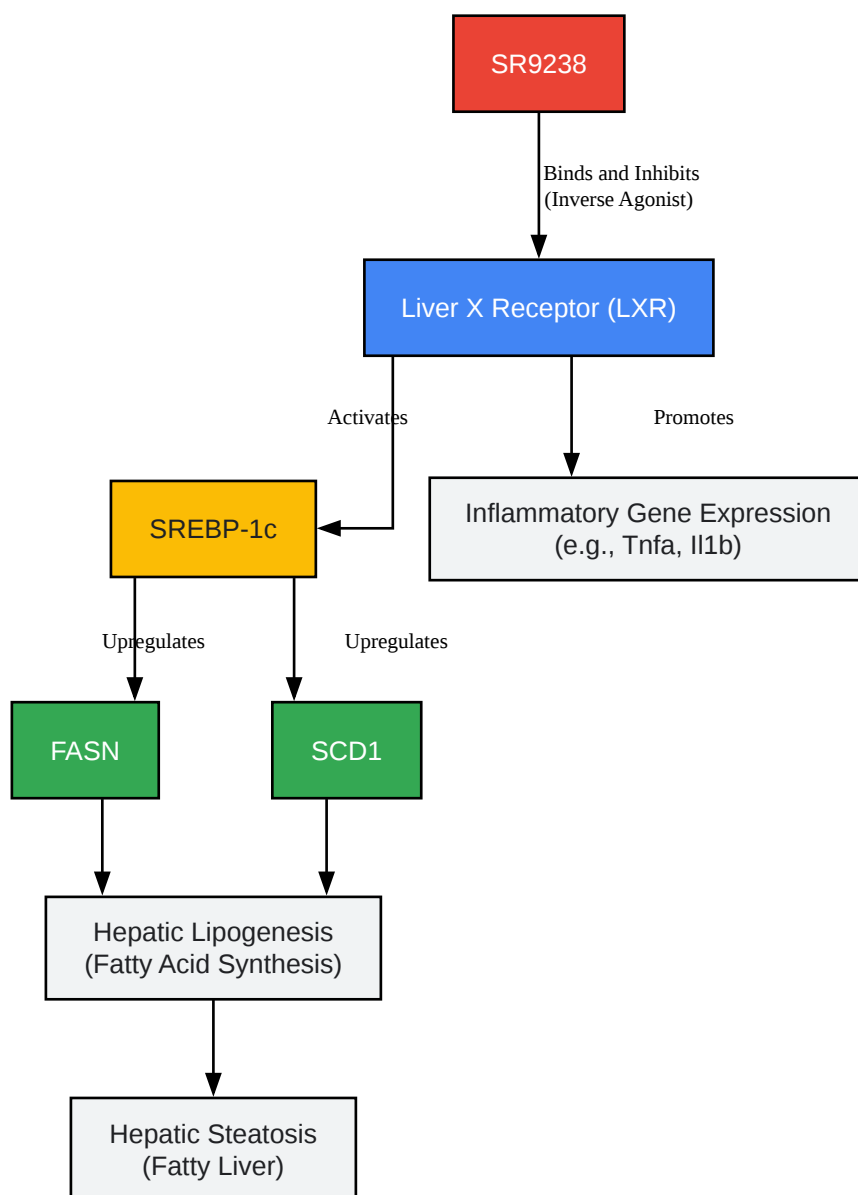 SR9238
Binds and Inhibits
(Inverse Agonist)
Liver X Receptor (LXR)
Activates
Promotes
SREBP-1c
Inflammatory Gene Expression
(e.g., Tnfa, Il1b)
Upregulates
Upregulates
FASN
SCD1
Hepatic Lipogenesis
(Fatty Acid Synthesis)
Hepatic Steatosis
(Fatty Liver)